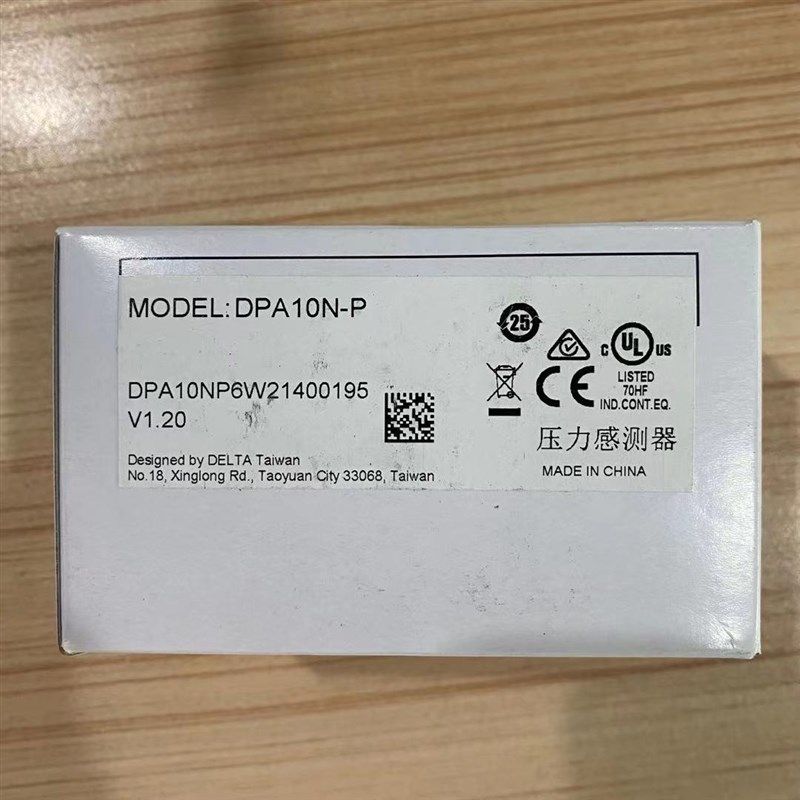 MODEL: DPA10N-P
DPA10NP6W21400195
V1.20
Designed by DELTA Taiwan
No.18, Xinglong Rd., Taoyuan City 33068, Taiwan
25
C UL US
LISTED
70HF
IND.CONT.EQ.
CE
压力感测器
MADE IN CHINA